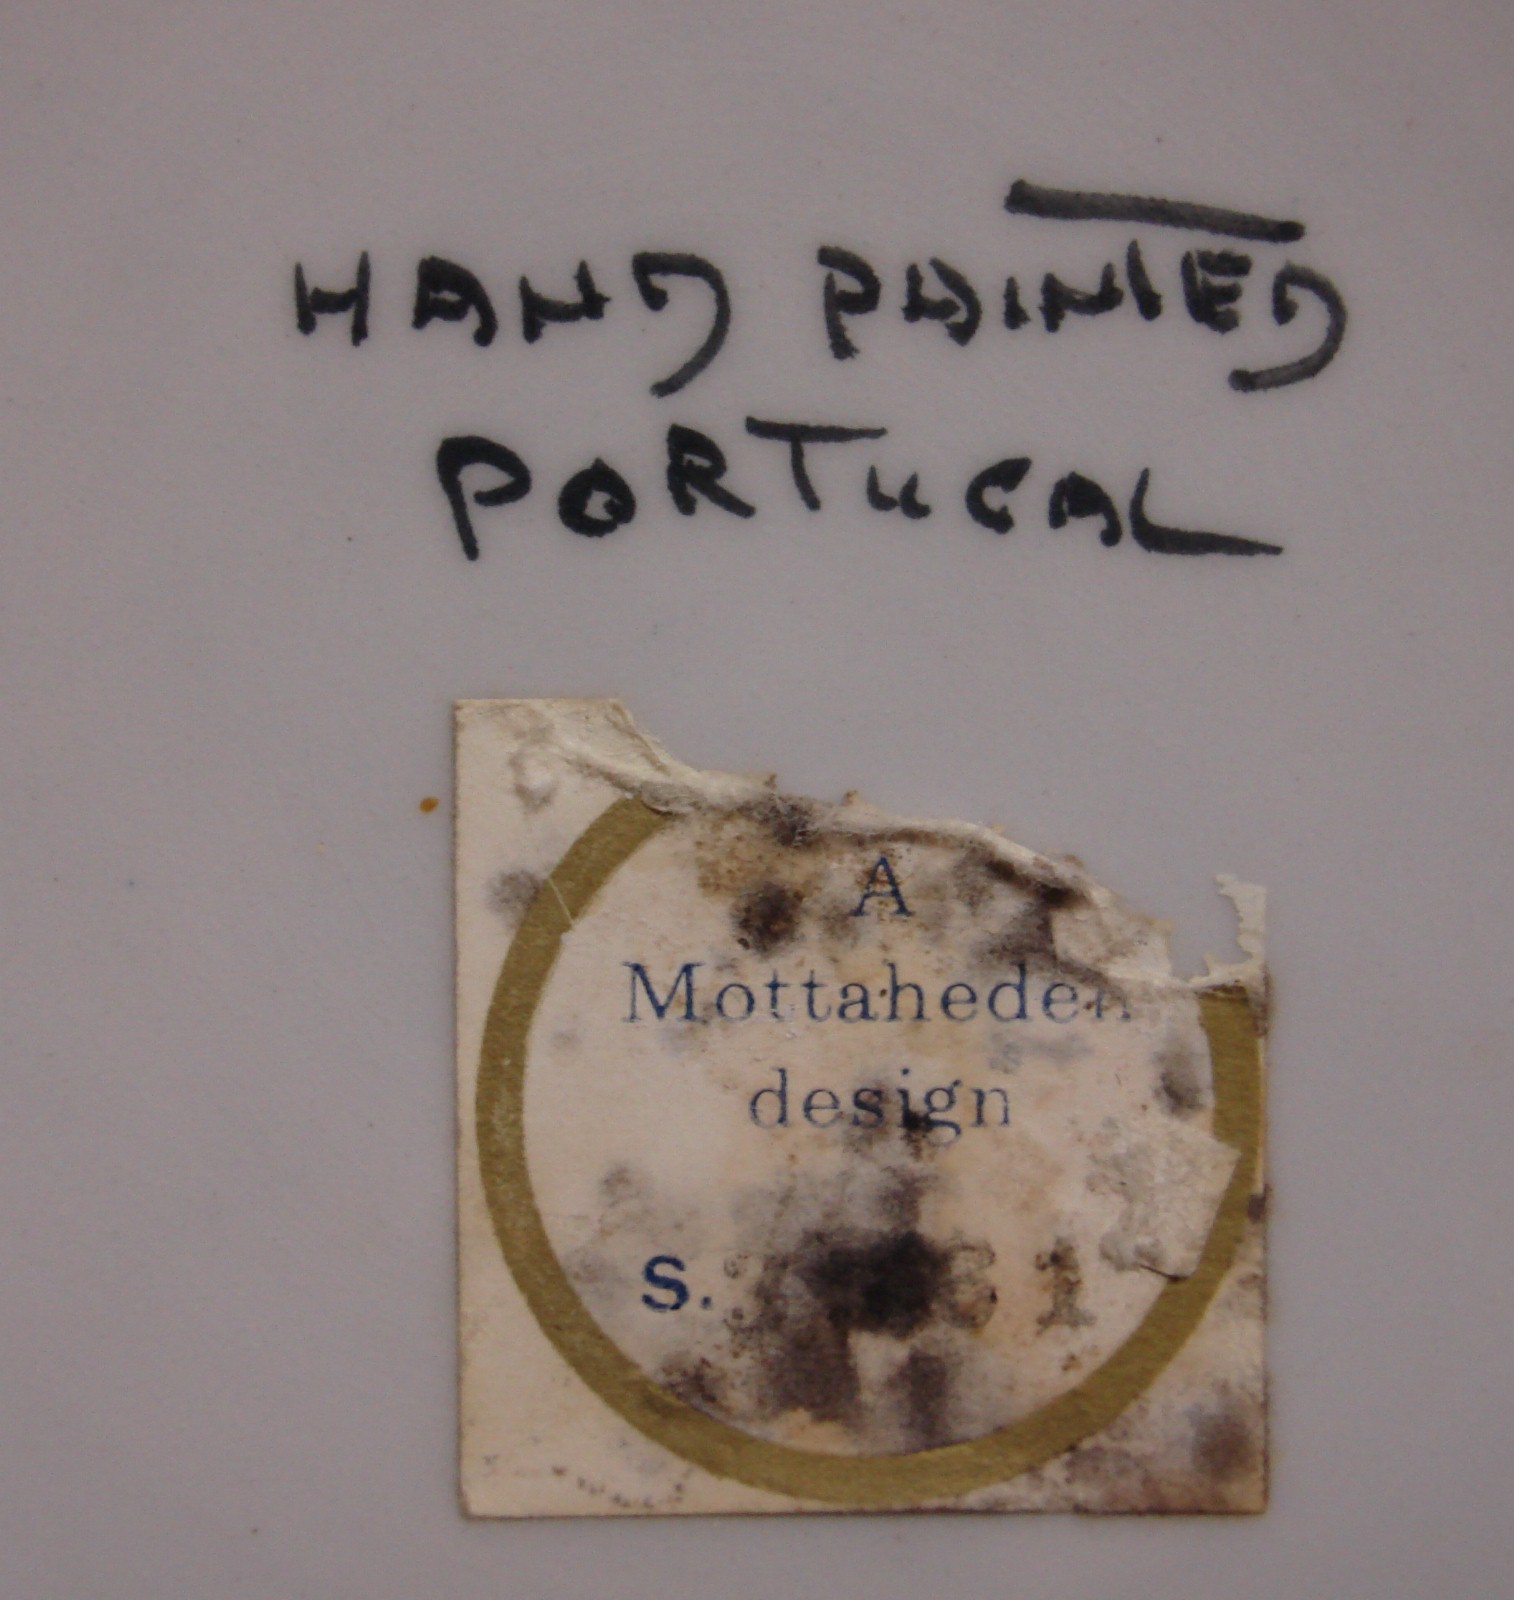 HAND PAINTED
PORTUGAL
A
Mottahedeh
design
S.